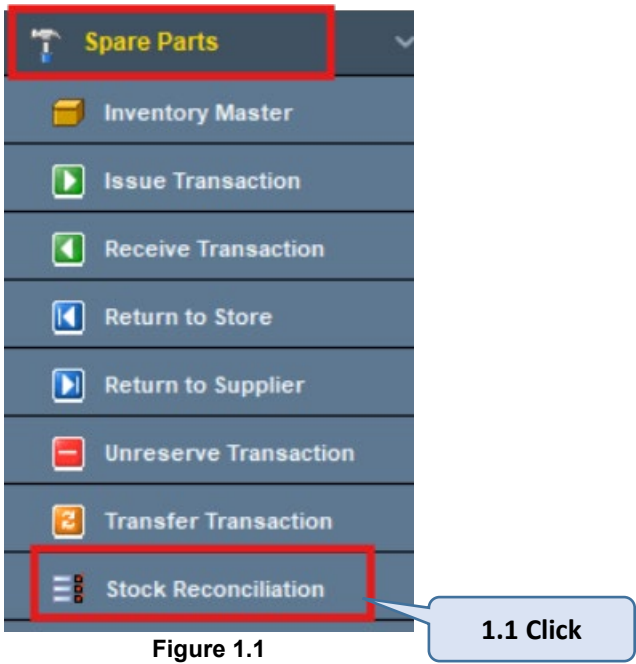 Spare Parts
Inventory Master
Issue Transaction
Receive Transaction
Return to Store
Return to Supplier
Unreserve Transaction
Transfer Transaction
Stock Reconciliation
1.1 Click
Figure 1.1